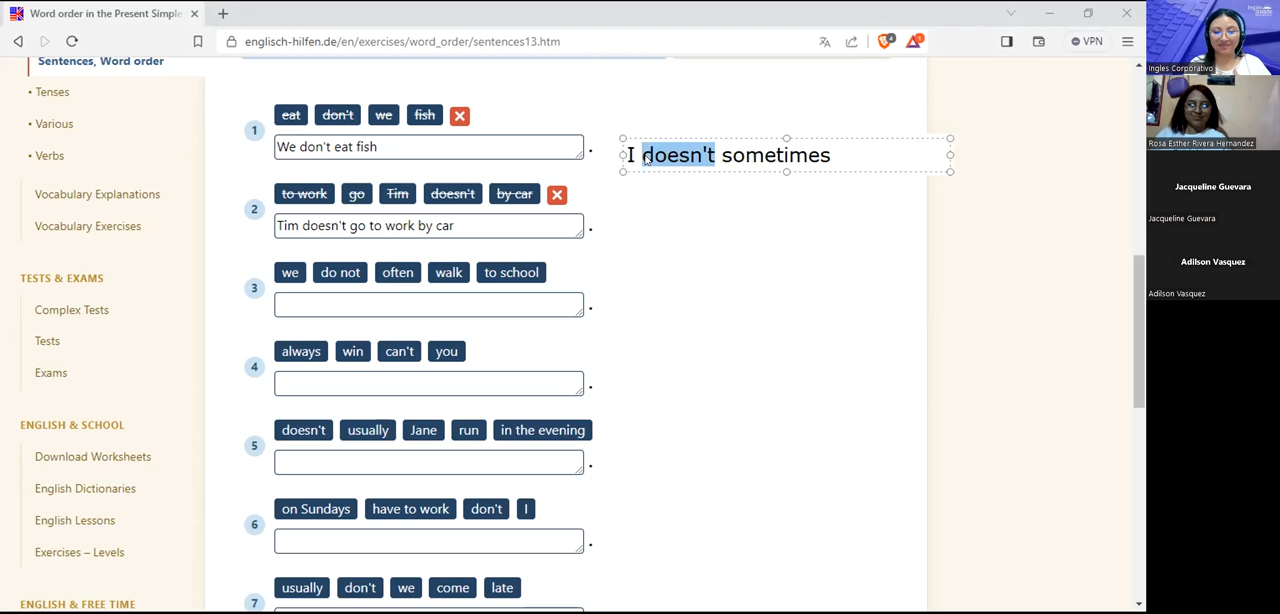 Word order in the Present Simple
englisch-hilfen.de/en/exercises/word_order/sentences13.htm
VPN
Sentences, Word order
• Tenses
• Various
• Verbs
Vocabulary Exercises
Vocabulary Exercises
TESTS & EXAMS
Complex Tests
Tests
Exams
ENGLISH & SCHOOL
Download Worksheets
English Dictionaries
English Lessons
Exercises – Levels
ENGLISH & FREE TIME
1
eat don't we fish
We don't eat fish .
2
to work go Tim doesn't by car
Tim doesn't go to work by car .
3
we do not often walk to school
.
4
always win can't you
.
5
doesn't usually Jane run in the evening
.
6
on Sundays have to work don't I
.
7
usually don't we come late
I doesn't sometimes
Ingles Corporativo
Rosa Esther Rivera Hernandez
Jacqueline Guevara
Jacqueline Guevara
Adilson Vasquez
Adilson Vasquez